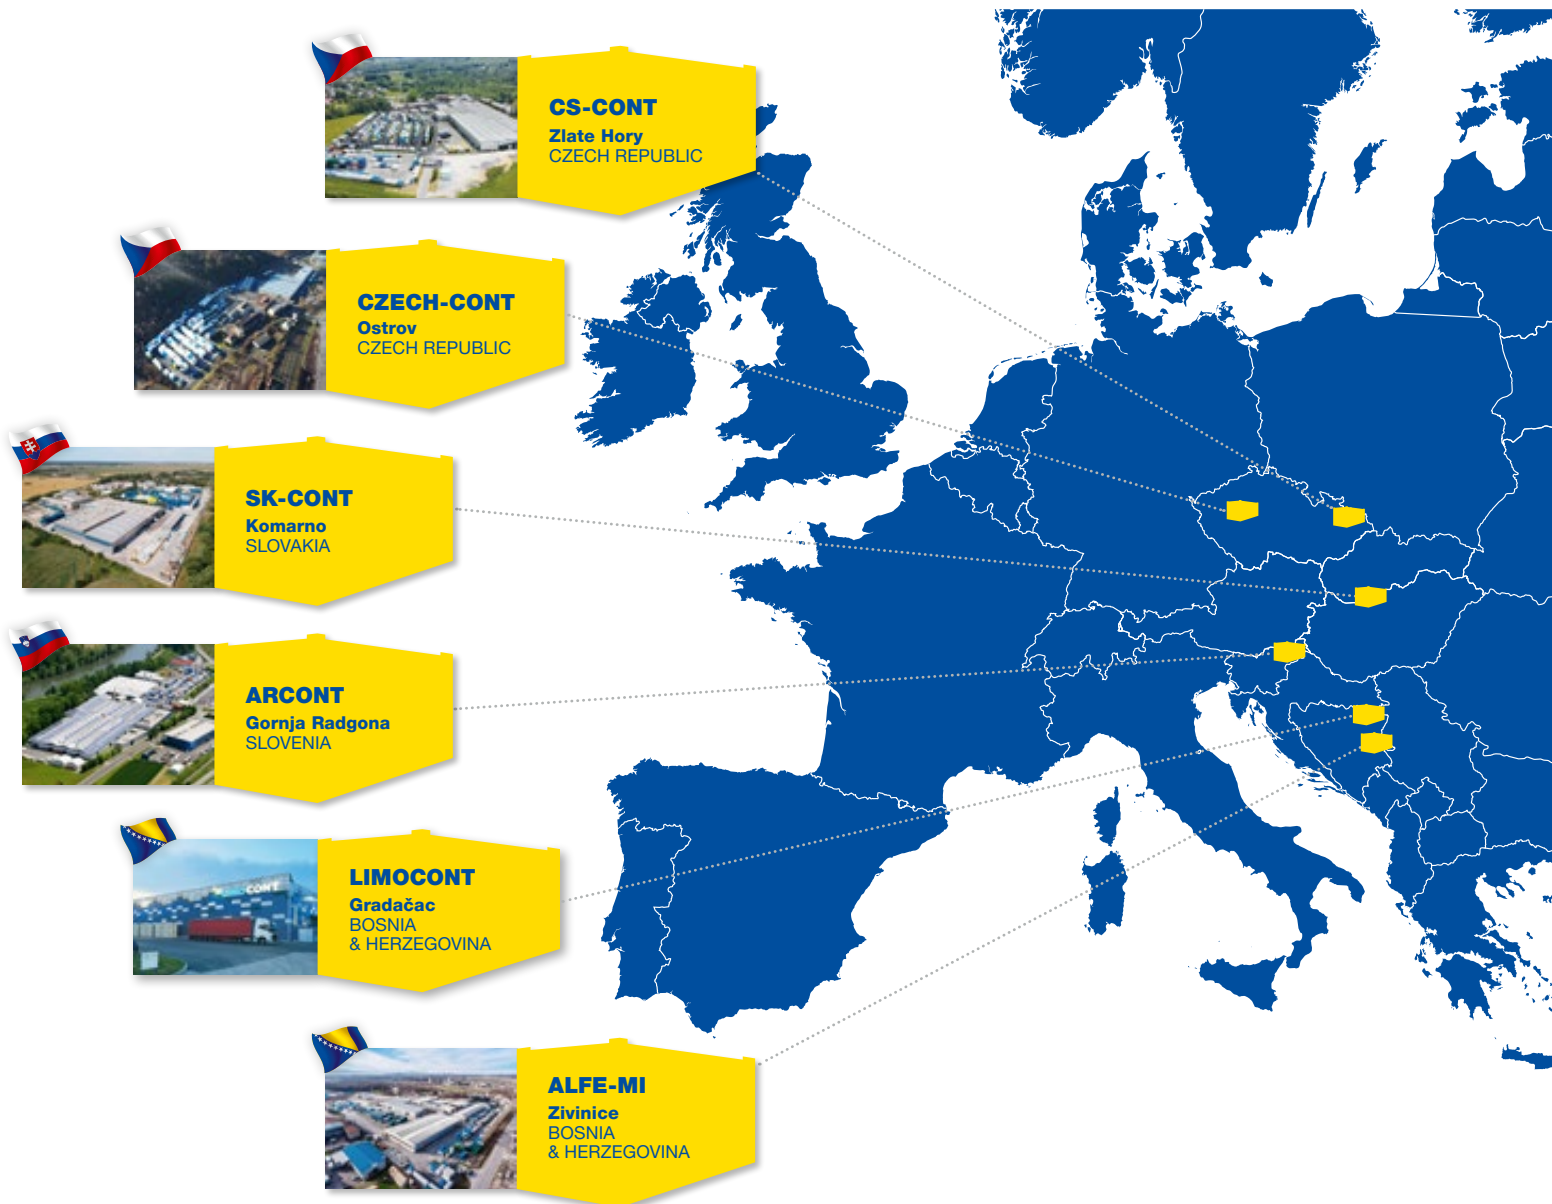 CS-CONT
Zlate Hory
CZECH REPUBLIC
CZECH-CONT
Ostrov
CZECH REPUBLIC
SK-CONT
Komarno
SLOVAKIA
ARCONT
Gornja Radgona
SLOVENIA
LIMOCONT
Gradačac
BOSNIA
& HERZEGOVINA
ALFE-MI
Zivinice
BOSNIA
& HERZEGOVINA